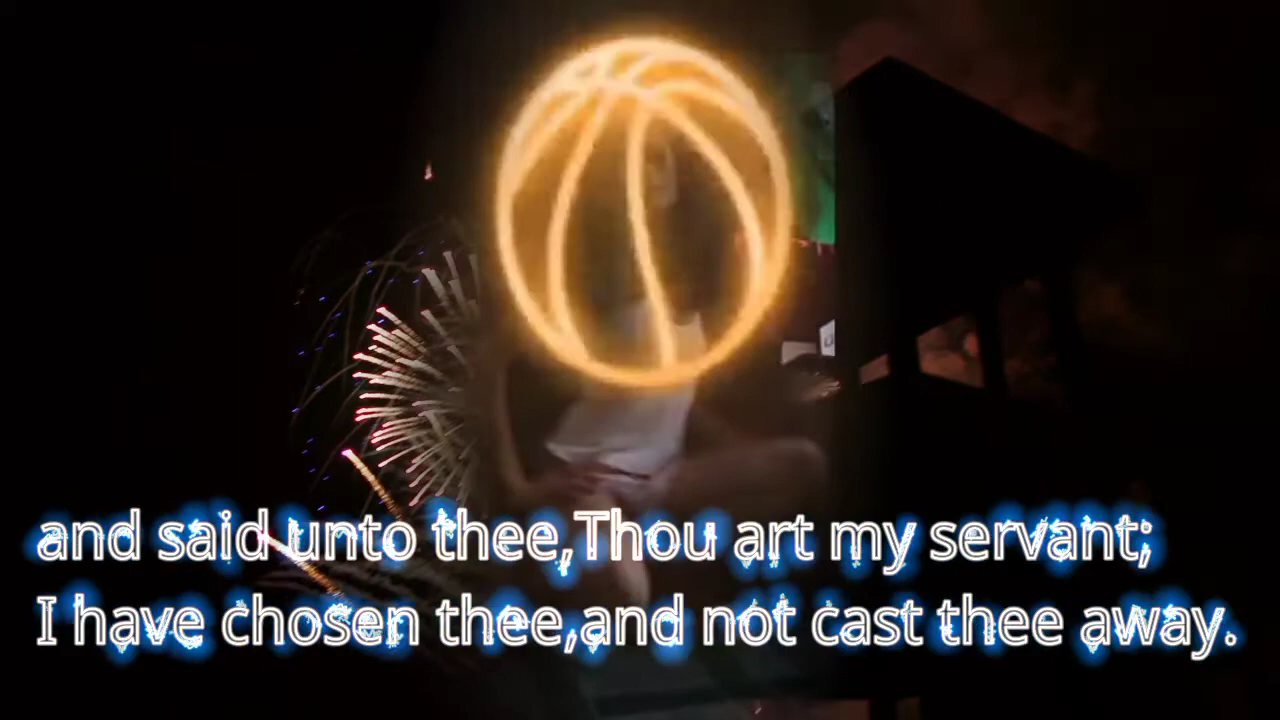 and said unto thee,Thou art my servant;
I have chosen thee,and not cast thee away.